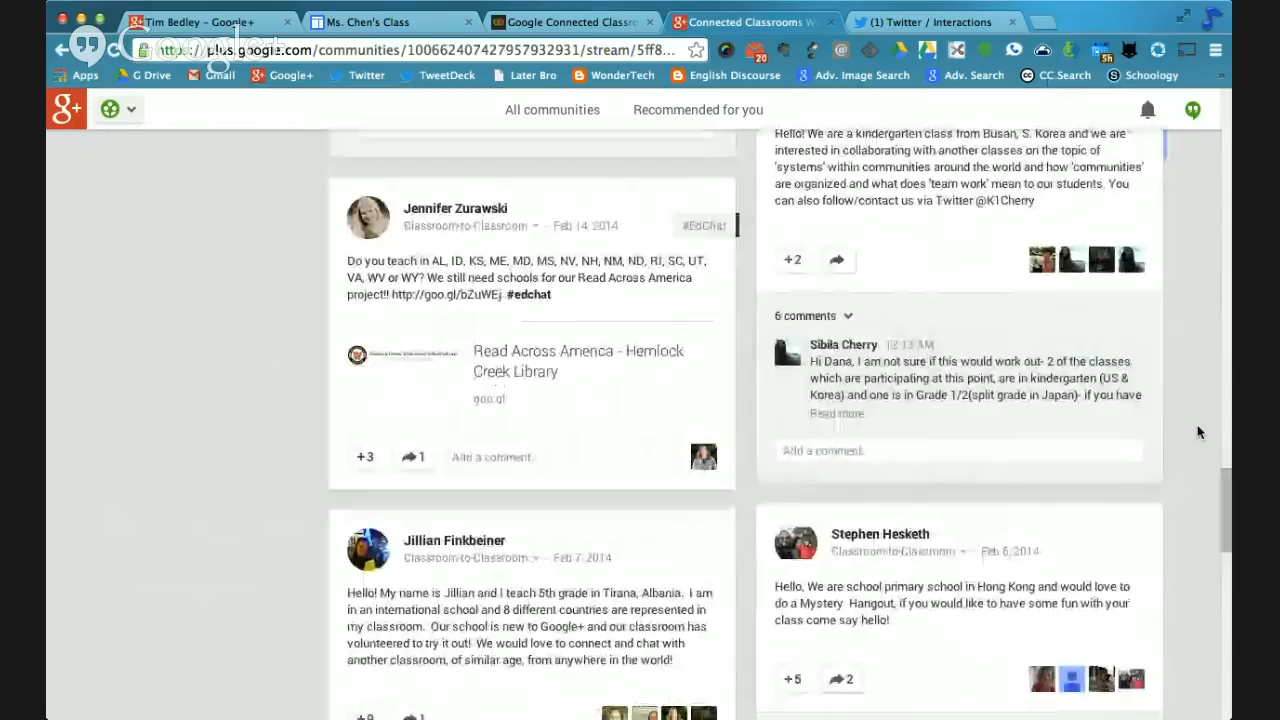 Tim Bedley - Google+
Ms. Chen's Class
Google Connected Classro
Connected Classrooms W
(1) Twitter / Interactions
https://plus.google.com/communities/100662407427957932931/stream/5ff8...
20
5h
Apps
G Drive
Gmail
Google+
Twitter
TweetDeck
Later Bro
WonderTech
English Discourse
Adv. Image Search
Adv. Search
CC Search
Schoology
»
g+
All communities
Recommended for you
Jennifer Zurawski
Classroom-to-Classroom - Feb 14, 2014
#EdChat
Do you teach in AL, ID, KS, ME, MD, MS, NV, NH, NM, ND, RI, SC, UT,
VA, WV or WY? We still need schools for our Read Across America
project!! http://goo.gl/bZuWEj #edchat
Read Across America - Hemlock
Creek Library
goo.gl
+3
1
Add a comment.
Jillian Finkbeiner
Classroom-to-Classroom - Feb 7, 2014
Hello! My name is Jillian and I teach 5th grade in Tirana, Albania. I am
in an international school and 8 different countries are represented in
my classroom. Our school is new to Google+ and our classroom has
volunteered to try it out! We would love to connect and chat with
another classroom, of similar age, from anywhere in the world!
1
Hello! We are a kindergarten class from Busan, S. Korea and we are
interested in collaborating with another classes on the topic of
'systems' within communities around the world and how 'communities'
are organized and what does 'team work' mean to our students. You
can also follow/contact us via Twitter @K1Cherry
+2
6 comments
Sibila Cherry 12:13 AM
Hi Dana, I am not sure if this would work out- 2 of the classes
which are participating at this point, are in kindergarten (US &
Korea) and one is in Grade 1/2(split grade in Japan)- if you have
Read more
Add a comment.
Stephen Hesketh
Classroom-to-Classroom - Feb 6, 2014
Hello, We are school primary school in Hong Kong and would love to
do a Mystery Hangout, if you would like to have some fun with your
class come say hello!
+5
2